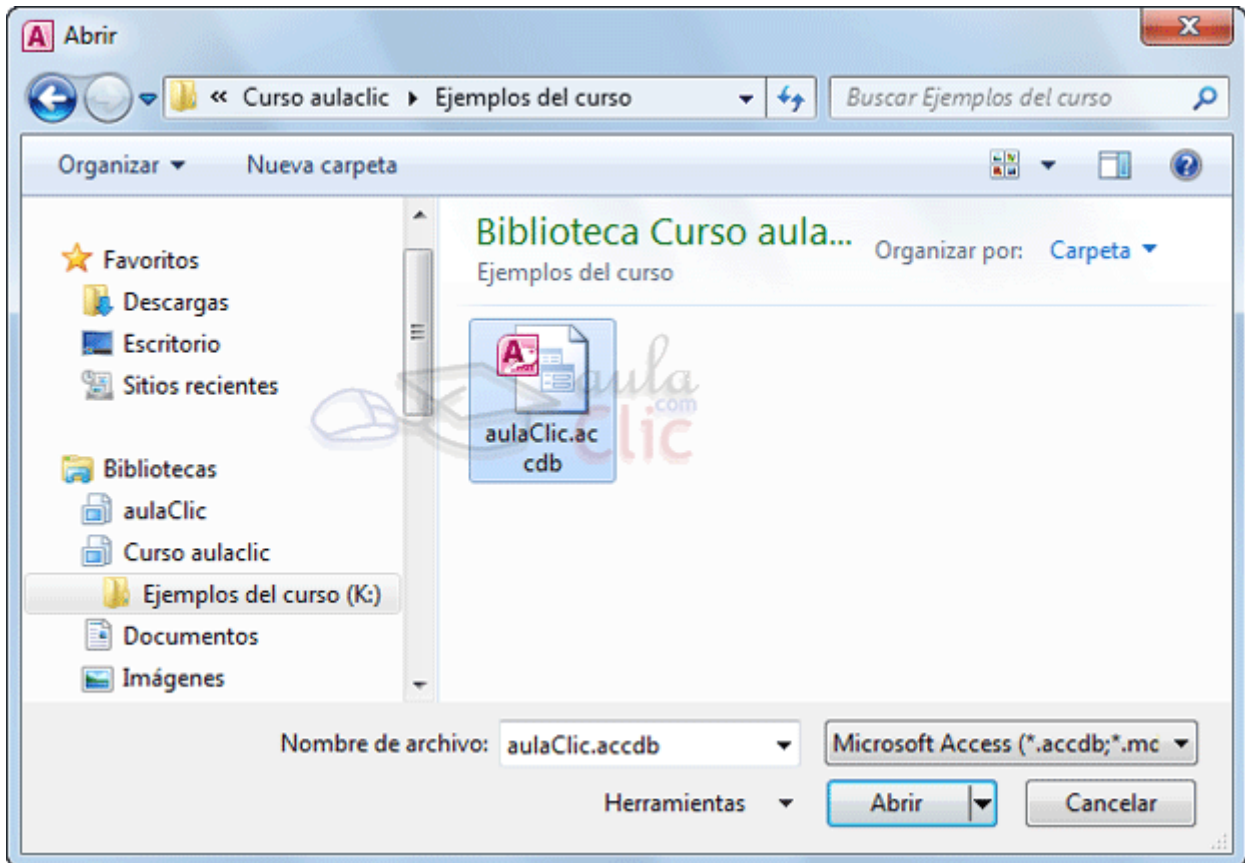 Abrir
« Curso aulaclic ▸ Ejemplos del curso
Buscar Ejemplos del curso
Organizar
Nueva carpeta
Favoritos
Descargas
Escritorio
Sitios recientes
Bibliotecas
aulaClic
Curso aulaclic
Ejemplos del curso (K:)
Documentos
Imágenes
Biblioteca Curso aula...
Ejemplos del curso
Organizar por: Carpeta
aulaClic.ac
cdb
aula
.com
Clic
Nombre de archivo: aulaClic.accdb
Microsoft Access (*.accdb;*.mc
Herramientas
Abrir
Cancelar